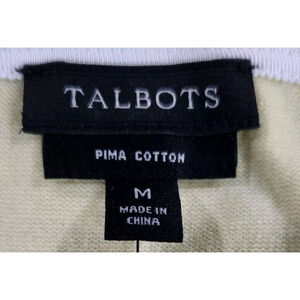 TALBOTS
PIMA COTTON
M
MADE IN
CHINA